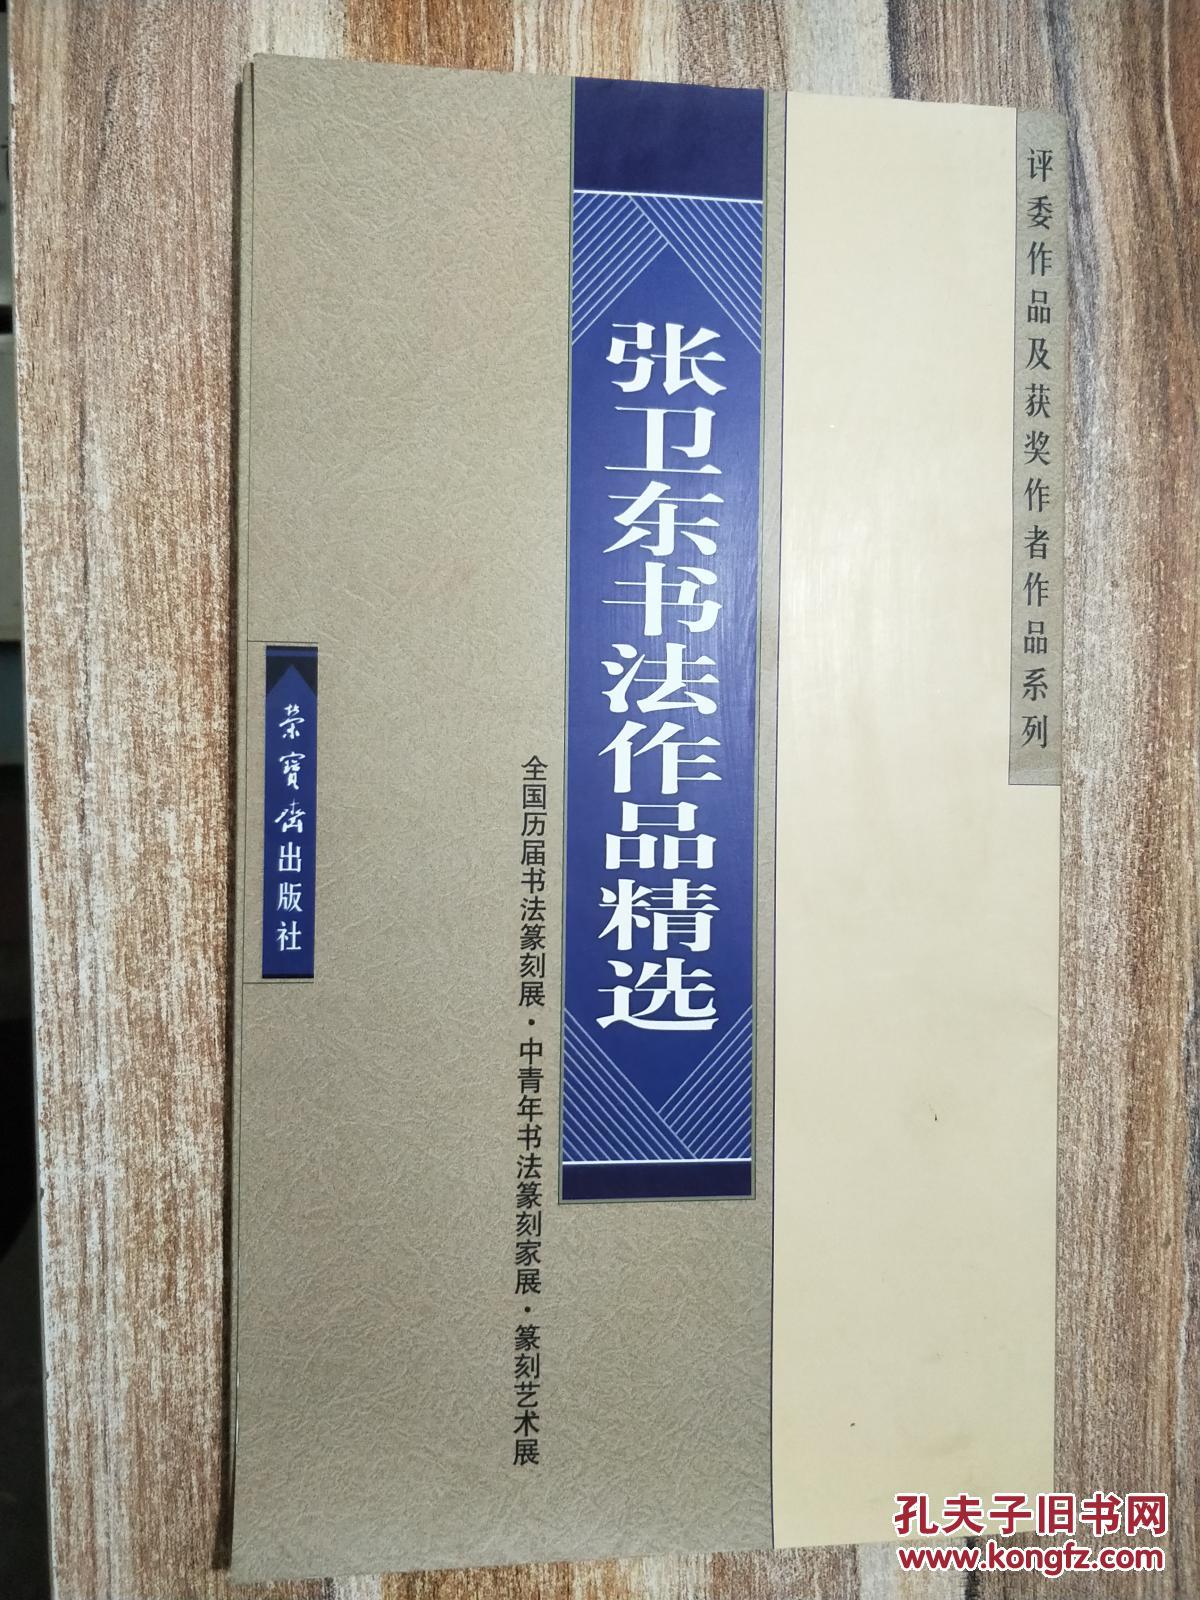 评委作品及获奖作者作品系列
张卫东书法作品精选
全国历届书法篆刻展·中青年书法篆刻家展·篆刻艺术展
荣寳斋出版社
孔夫子旧书网
www.kongfz.com